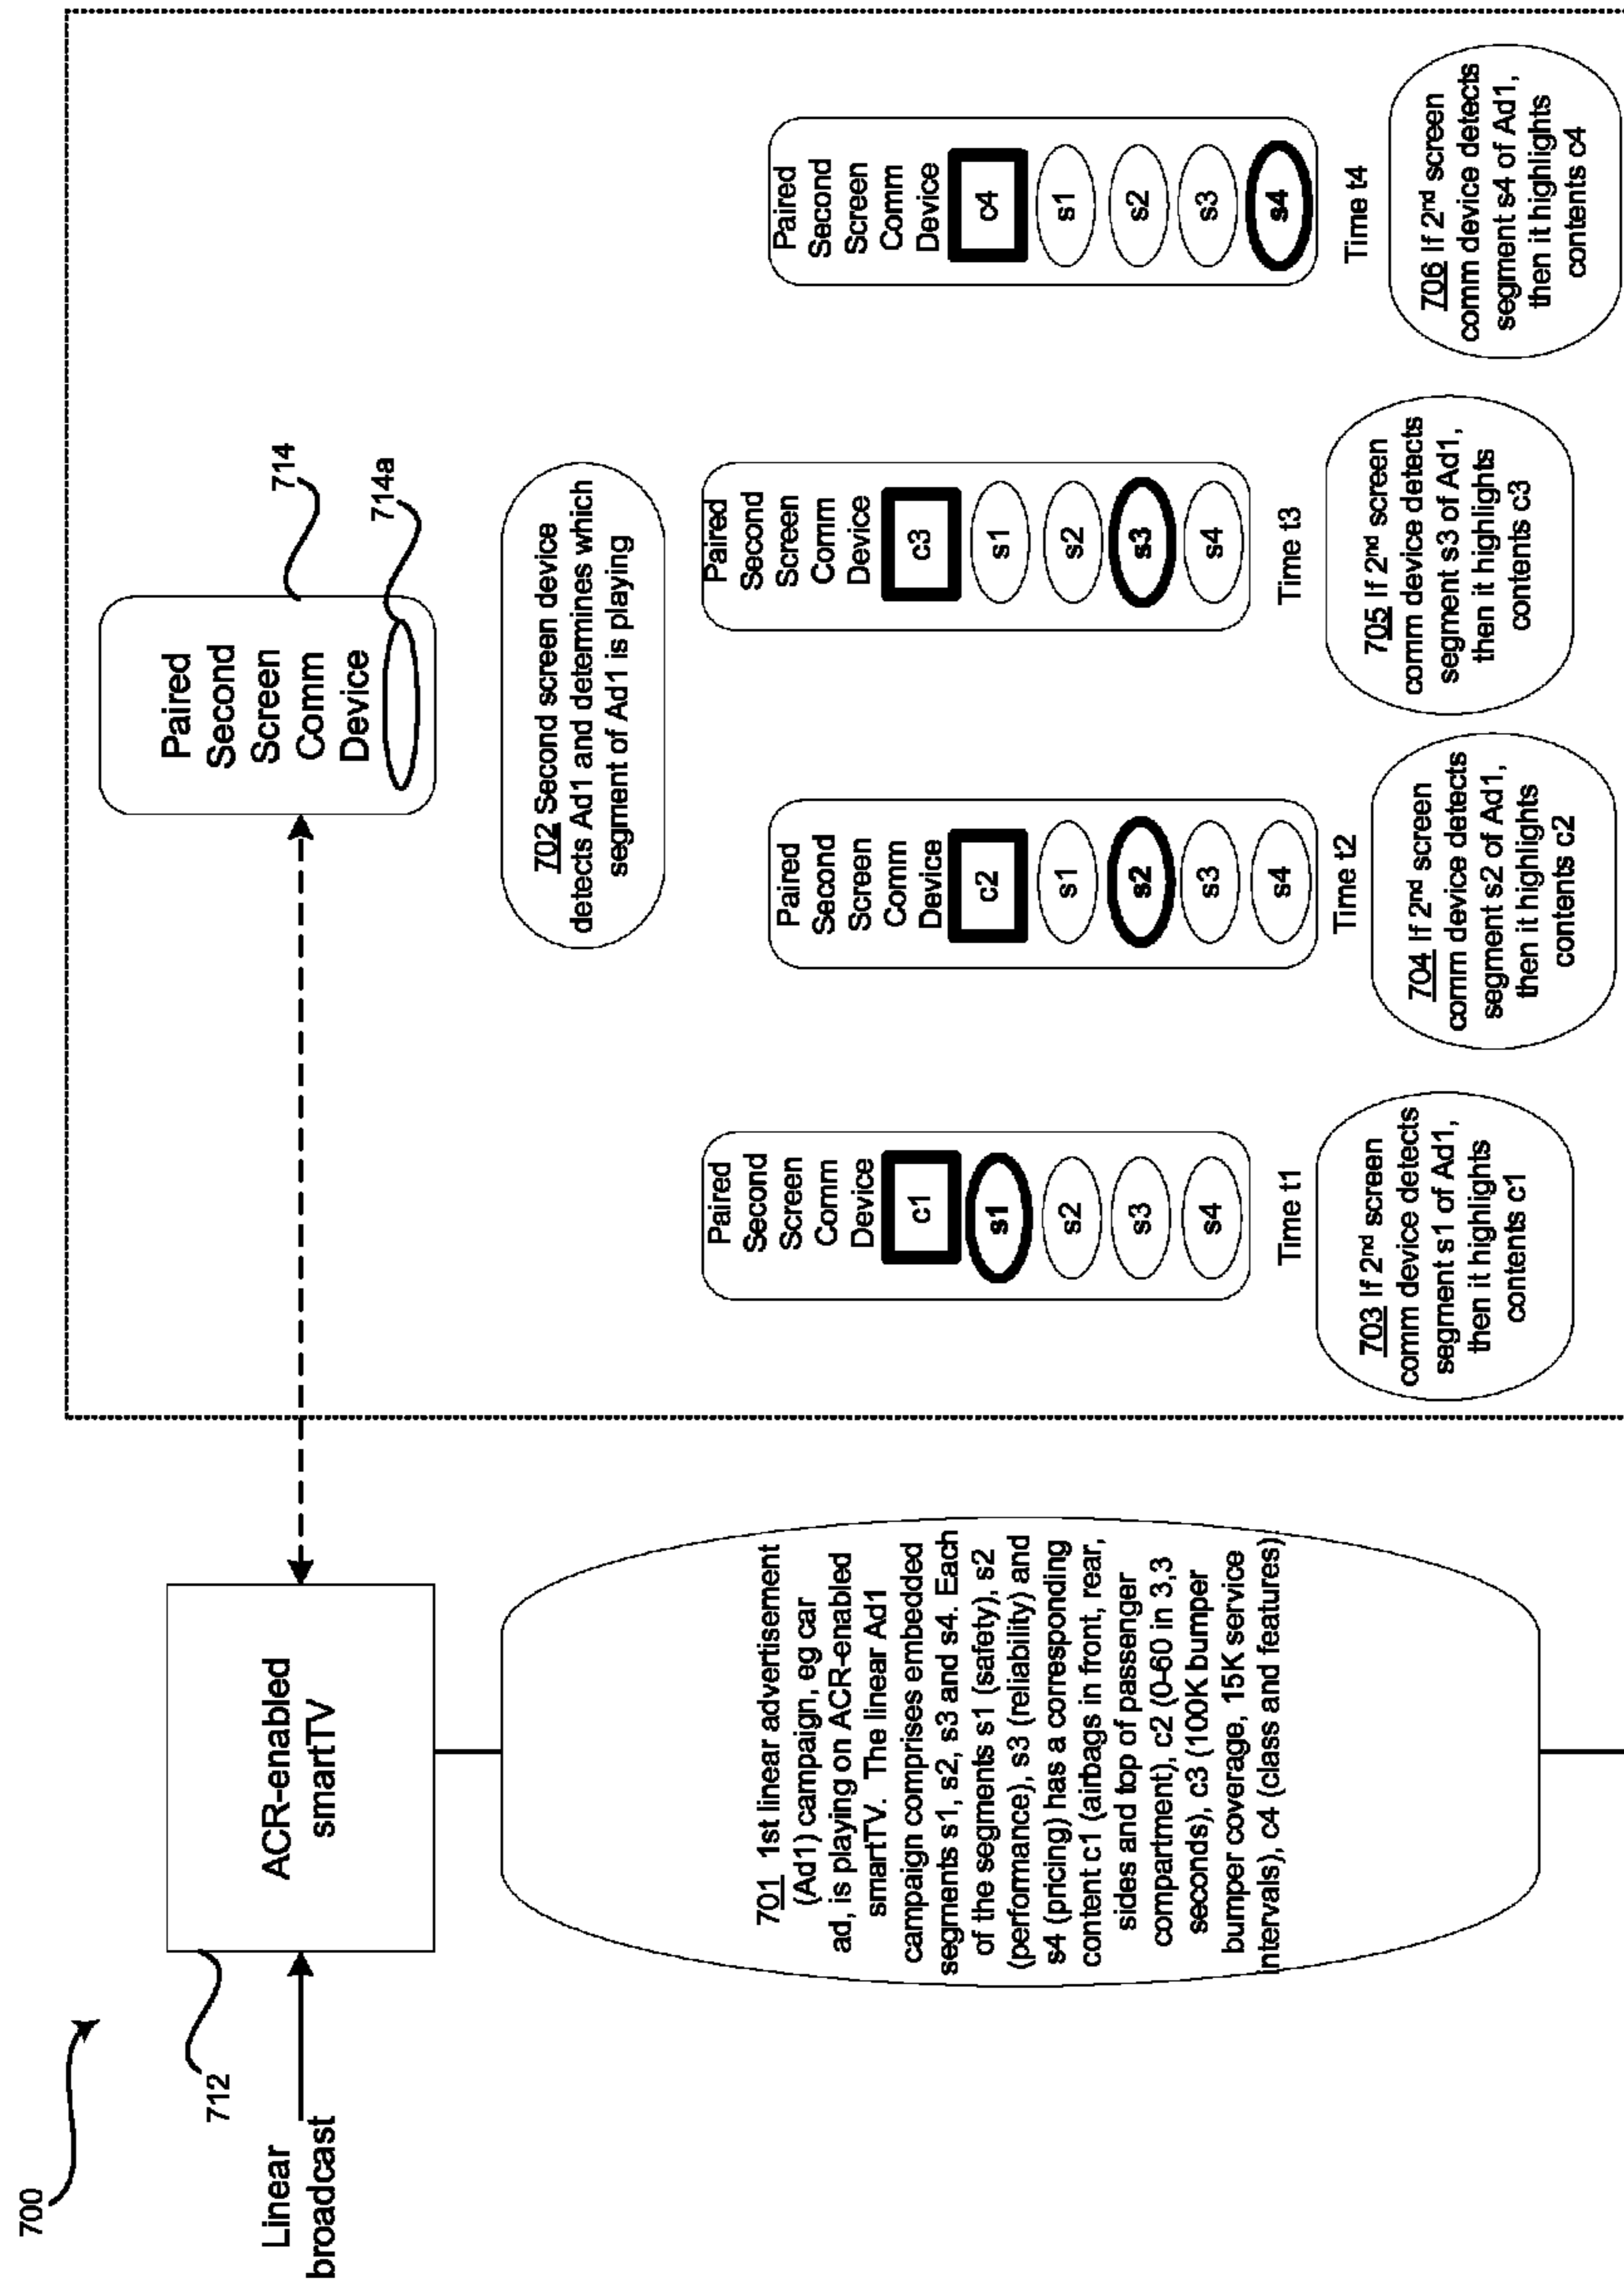 700
Linear
broadcast
712
ACR-enabled
smartTV
701 1st linear advertisement
(Ad1) campaign, eg car
ad, is playing on ACR-enabled
smartTV. The linear Ad1
campaign comprises embedded
segments s1, s2, s3 and s4. Each
of the segments s1 (safety), s2
(performance), s3 (reliability) and
s4 (pricing) has a corresponding
content c1 (airbags in front, rear,
sides and top of passenger
compartment), c2 (0-60 in 3,3
seconds), c3 (100K bumper
bumper coverage, 15K service
intervals), c4 (class and features)
Paired
Second
Screen
Comm
Device
714
714a
702 Second screen device
detects Ad1 and determines which
segment of Ad1 is playing
Paired
Second
Screen
Comm
Device
c1
s1
s2
s3
s4
Time t1
703 If 2nd screen
comm device detects
segment s1 of Ad1,
then it highlights
contents c1
Paired
Second
Screen
Comm
Device
c2
s1
s2
s3
s4
Time t2
704 If 2nd screen
comm device detects
segment s2 of Ad1,
then it highlights
contents c2
Paired
Second
Screen
Comm
Device
c3
s1
s2
s3
s4
Time t3
705 If 2nd screen
comm device detects
segment s3 of Ad1,
then it highlights
contents c3
Paired
Second
Screen
Comm
Device
c4
s1
s2
s3
s4
Time t4
706 If 2nd screen
comm device detects
segment s4 of Ad1,
then it highlights
contents c4